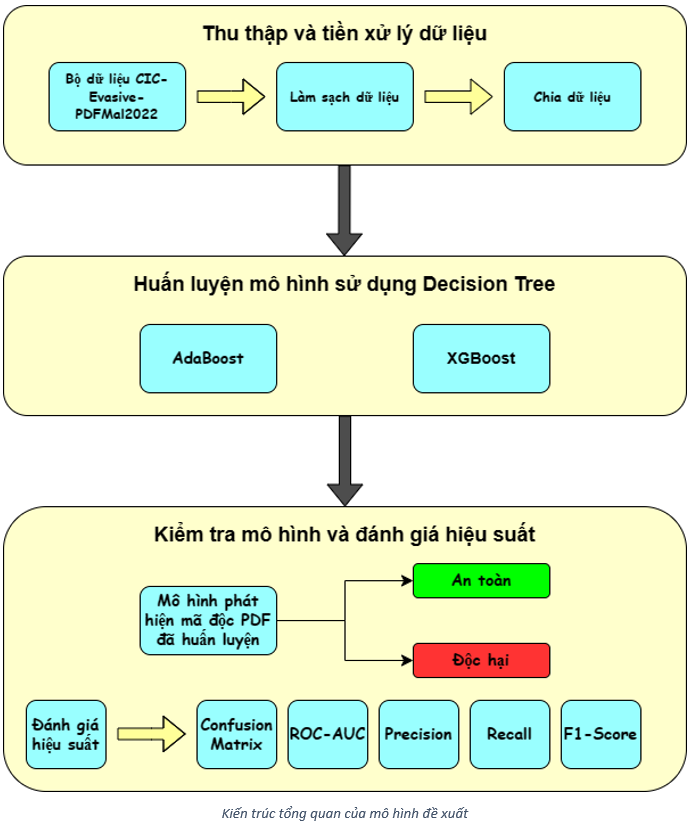 Thu thập và tiền xử lý dữ liệu
Bộ dữ liệu CIC-
Evasive-
PDFMal2022
Làm sạch dữ liệu
Chia dữ liệu
Huấn luyện mô hình sử dụng Decision Tree
AdaBoost
XGBoost
Kiểm tra mô hình và đánh giá hiệu suất
Mô hình phát
hiện mã độc PDF
đã huấn luyện
An toàn
Độc hại
Đánh giá
hiệu suất
Confusion
Matrix
ROC-AUC
Precision
Recall
F1-Score
Kiến trúc tổng quan của mô hình đề xuất